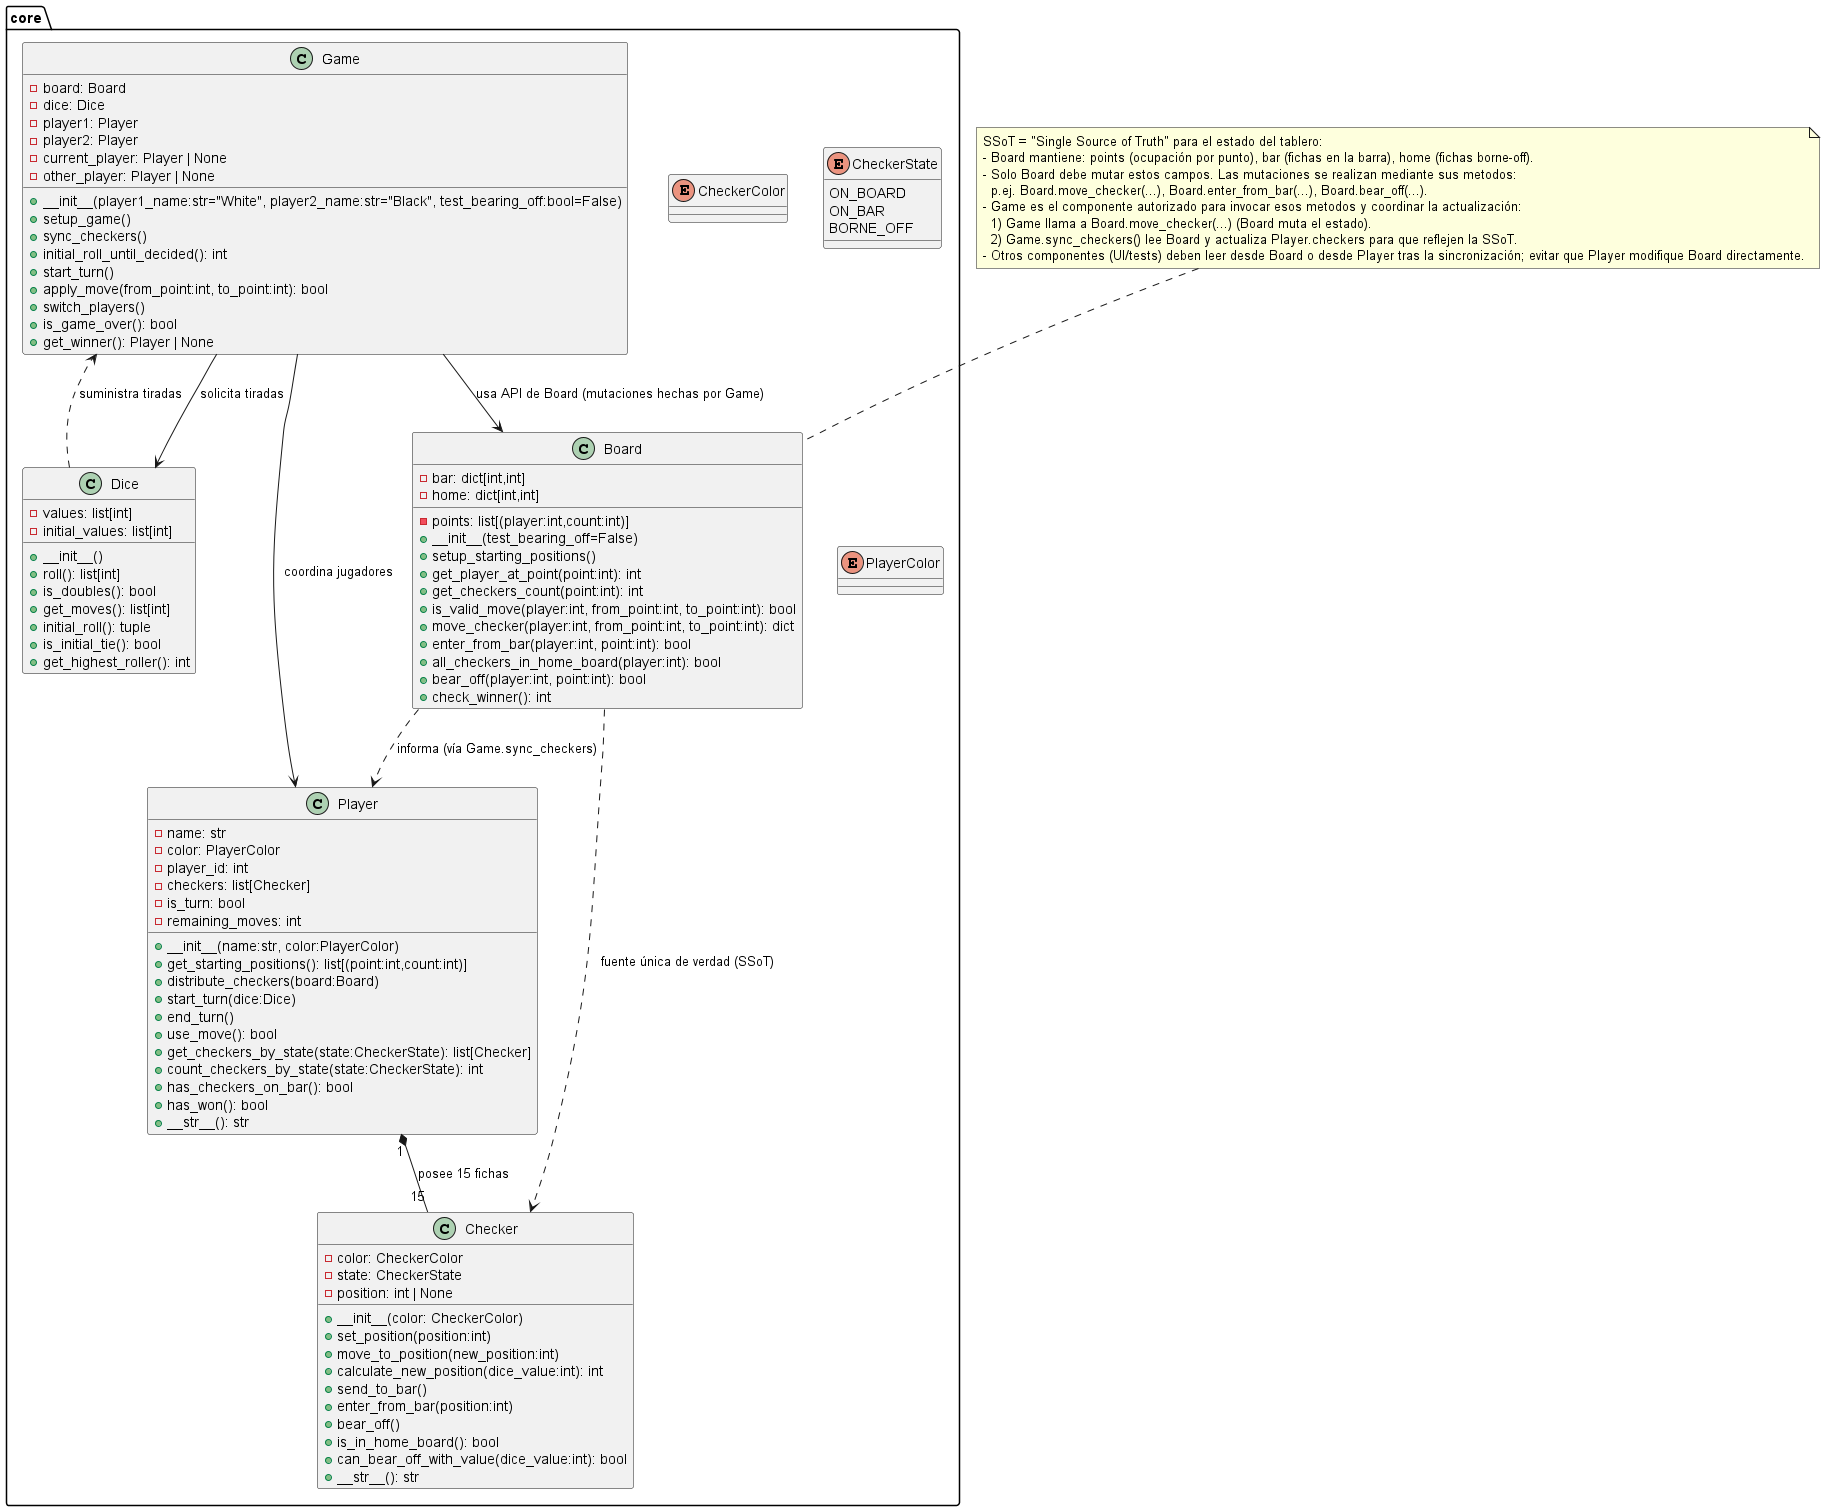 core
C Game
board: Board
dice: Dice
player1: Player
player2: Player
current_player: Player | None
other_player: Player | None
__init__(player1_name:str="White", player2_name:str="Black", test_bearing_off:bool=False)
setup_game()
sync_checkers()
initial_roll_until_decided(): int
start_turn()
apply_move(from_point:int, to_point:int): bool
switch_players()
is_game_over(): bool
get_winner(): Player | None
E CheckerColor
E CheckerState
ON_BOARD
ON_BAR
BORNE_OFF
SSoT = "Single Source of Truth" para el estado del tablero:
- Board mantiene: points (ocupación por punto), bar (fichas en la barra), home (fichas borne-off).
- Solo Board debe mutar estos campos. Las mutaciones se realizan mediante sus metodos:
p.ej. Board.move_checker(...), Board.enter_from_bar(...), Board.bear_off(...).
- Game es el componente autorizado para invocar esos metodos y coordinar la actualización:
1) Game llama a Board.move_checker(...) (Board muta el estado).
2) Game.sync_checkers() lee Board y actualiza Player.checkers para que reflejen la SSoT.
- Otros componentes (UI/tests) deben leer desde Board o desde Player tras la sincronización; evitar que Player modifique Board directamente.
suministra tiradas
solicita tiradas
usa API de Board (mutaciones hechas por Game)
coordina jugadores
C Dice
values: list[int]
initial_values: list[int]
__init__()
roll(): list[int]
is_doubles(): bool
get_moves(): list[int]
initial_roll(): tuple
is_initial_tie(): bool
get_highest_roller(): int
C Board
bar: dict[int,int]
home: dict[int,int]
points: list[(player:int,count:int)]
__init__(test_bearing_off=False)
setup_starting_positions()
get_player_at_point(point:int): int
get_checkers_count(point:int): int
is_valid_move(player:int, from_point:int, to_point:int): bool
move_checker(player:int, from_point:int, to_point:int): dict
enter_from_bar(player:int, point:int): bool
all_checkers_in_home_board(player:int): bool
bear_off(player:int, point:int): bool
check_winner(): int
E PlayerColor
informa (vía Game.sync_checkers)
fuente única de verdad (SSoT)
C Player
name: str
color: PlayerColor
player_id: int
checkers: list[Checker]
is_turn: bool
remaining_moves: int
__init__(name:str, color:PlayerColor)
get_starting_positions(): list[(point:int,count:int)]
distribute_checkers(board:Board)
start_turn(dice:Dice)
end_turn()
use_move(): bool
get_checkers_by_state(state:CheckerState): list[Checker]
count_checkers_by_state(state:CheckerState): int
has_checkers_on_bar(): bool
has_won(): bool
__str__(): str
1
posee 15 fichas
15
C Checker
color: CheckerColor
state: CheckerState
position: int | None
__init__(color: CheckerColor)
set_position(position:int)
move_to_position(new_position:int)
calculate_new_position(dice_value:int): int
send_to_bar()
enter_from_bar(position:int)
bear_off()
is_in_home_board(): bool
can_bear_off_with_value(dice_value:int): bool
__str__(): str